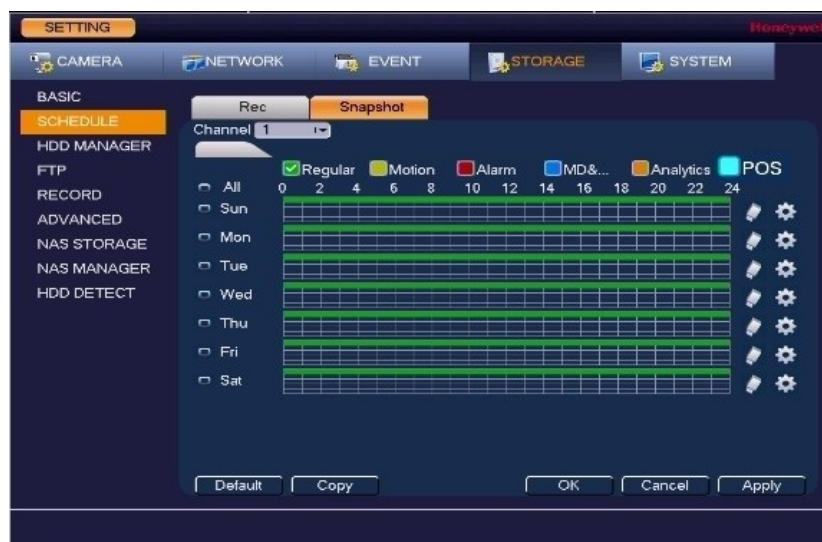 SETTING
Honeywel
CAMERA NETWORK EVENT STORAGE SYSTEM
BASIC
SCHEDULE
HDD MANAGER
FTP
RECORD
ADVANCED
NAS STORAGE
NAS MANAGER
HDD DETECT
Rec Snapshot
Channel 1
Regular Motion Alarm MD&... Analytics POS
All 0 2 4 6 8 10 12 14 16 18 20 22 24
Sun
Mon
Tue
Wed
Thu
Fri
Sat
Default Copy OK Cancel Apply